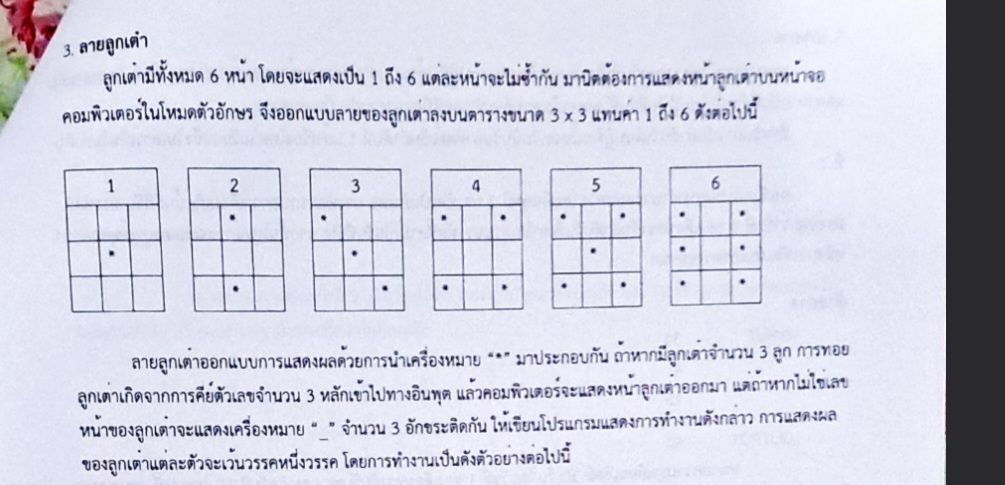 3. ลายลูกเต๋า
ลูกเต๋ามีทั้งหมด 6 หน้า โดยจะแสดงเป็น 1 ถึง 6 แต่ละหน้าจะไม่ซ้ำกัน มานิตต้องการแสดงหน้าลูกเต๋าบนหน้าจอ
คอมพิวเตอร์ในโหมดตัวอักษร จึงออกแบบลายของลูกเต๋าลงบนตารางขนาด 3 x 3 แทนค่า 1 ถึง 6 ดังต่อไปนี้
1 2 3 4 5 6
ลายลูกเต๋าออกแบบการแสดงผลด้วยการนำเครื่องหมาย “*” มาประกอบกัน ถ้าหากมีลูกเต๋าจำนวน 3 ลูก การทอย
ลูกเต๋าเกิดจากการคีย์ตัวเลขจำนวน 3 หลักเข้าไปทางอินพุต แล้วคอมพิวเตอร์จะแสดงหน้าลูกเต๋าออกมา แต่ถ้าหากไม่ใช่เลข
หน้าของลูกเต๋าจะแสดงเครื่องหมาย “_” จำนวน 3 อักขระติดกัน ให้เขียนโปรแกรมแสดงการทำงานดังกล่าว การแสดงผล
ของลูกเต๋าแต่ละตัวจะเว้นวรรคหนึ่งวรรค โดยการทำงานเป็นดังตัวอย่างต่อไปนี้